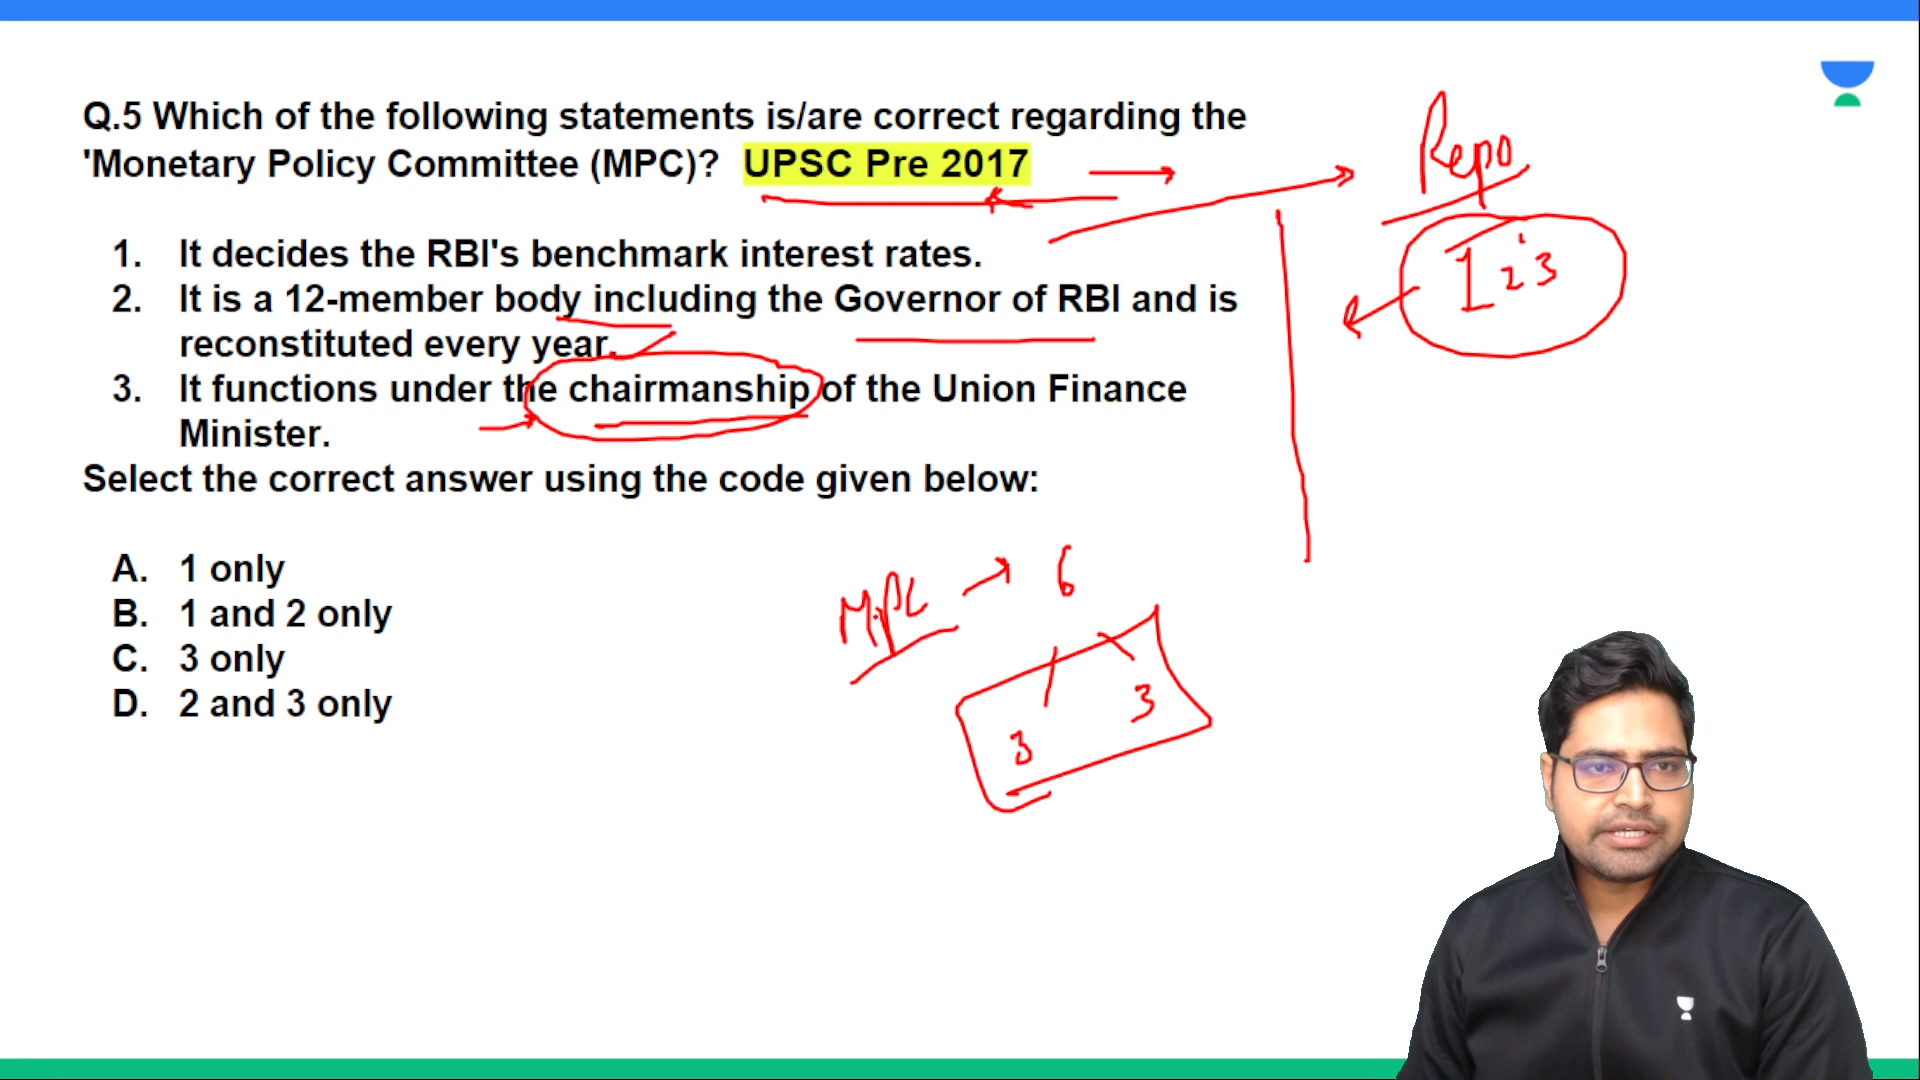 Q.5 Which of the following statements is/are correct regarding the
'Monetary Policy Committee (MPC)? UPSC Pre 2017
1. It decides the RBI's benchmark interest rates.
2. It is a 12-member body including the Governor of RBI and is
reconstituted every year.
3. It functions under the chairmanship of the Union Finance
Minister.
Select the correct answer using the code given below:
A. 1 only
B. 1 and 2 only
C. 3 only
D. 2 and 3 only
Repo
1 2 3
MPC → 6
3 3